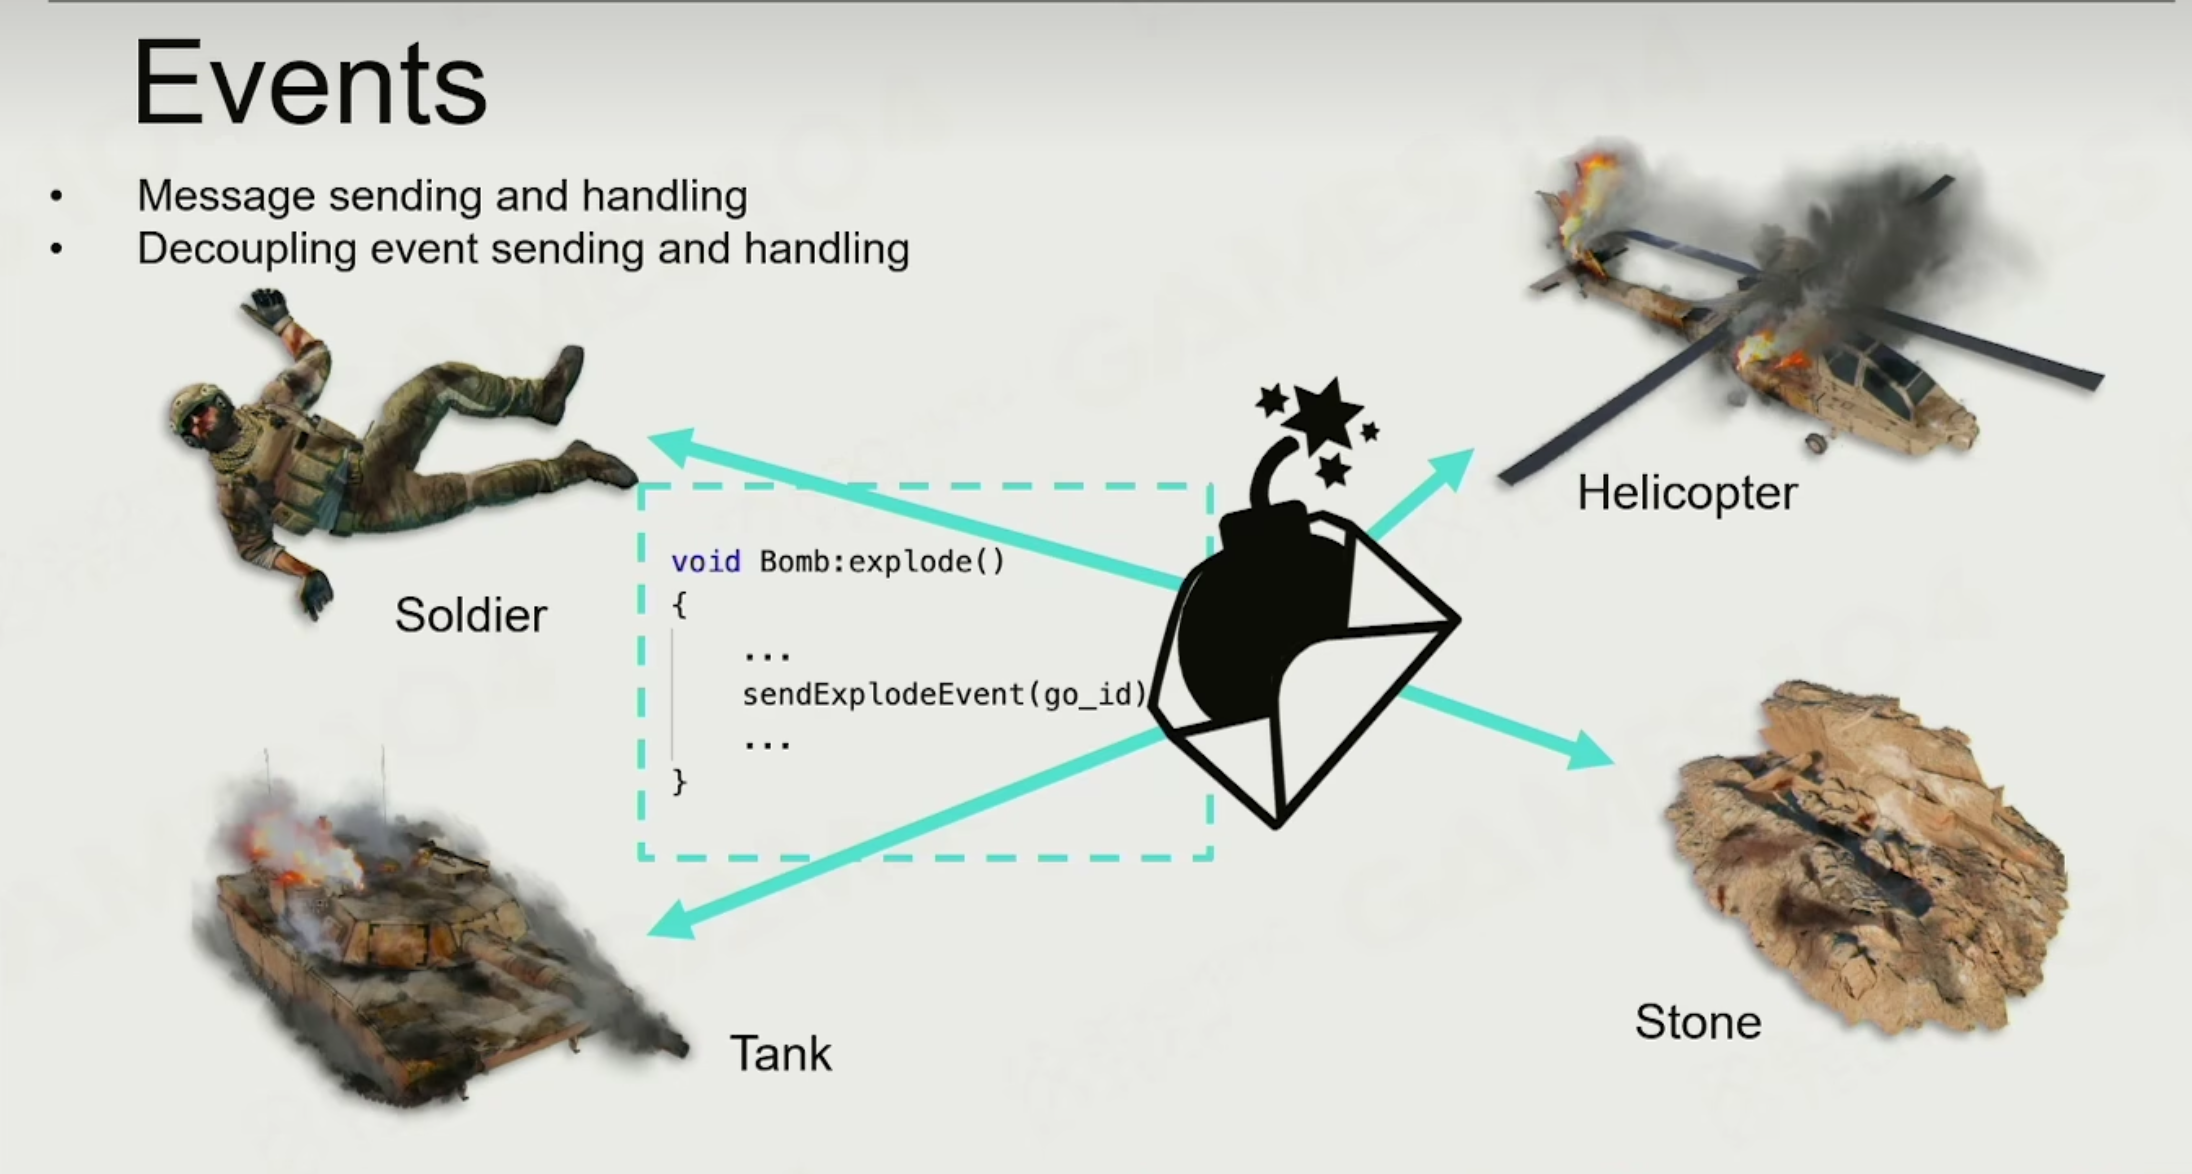 Events
• Message sending and handling
• Decoupling event sending and handling
Helicopter
Soldier
void Bomb:explode()
{
...
sendExplodeEvent(go_id)
...
}
Stone
Tank